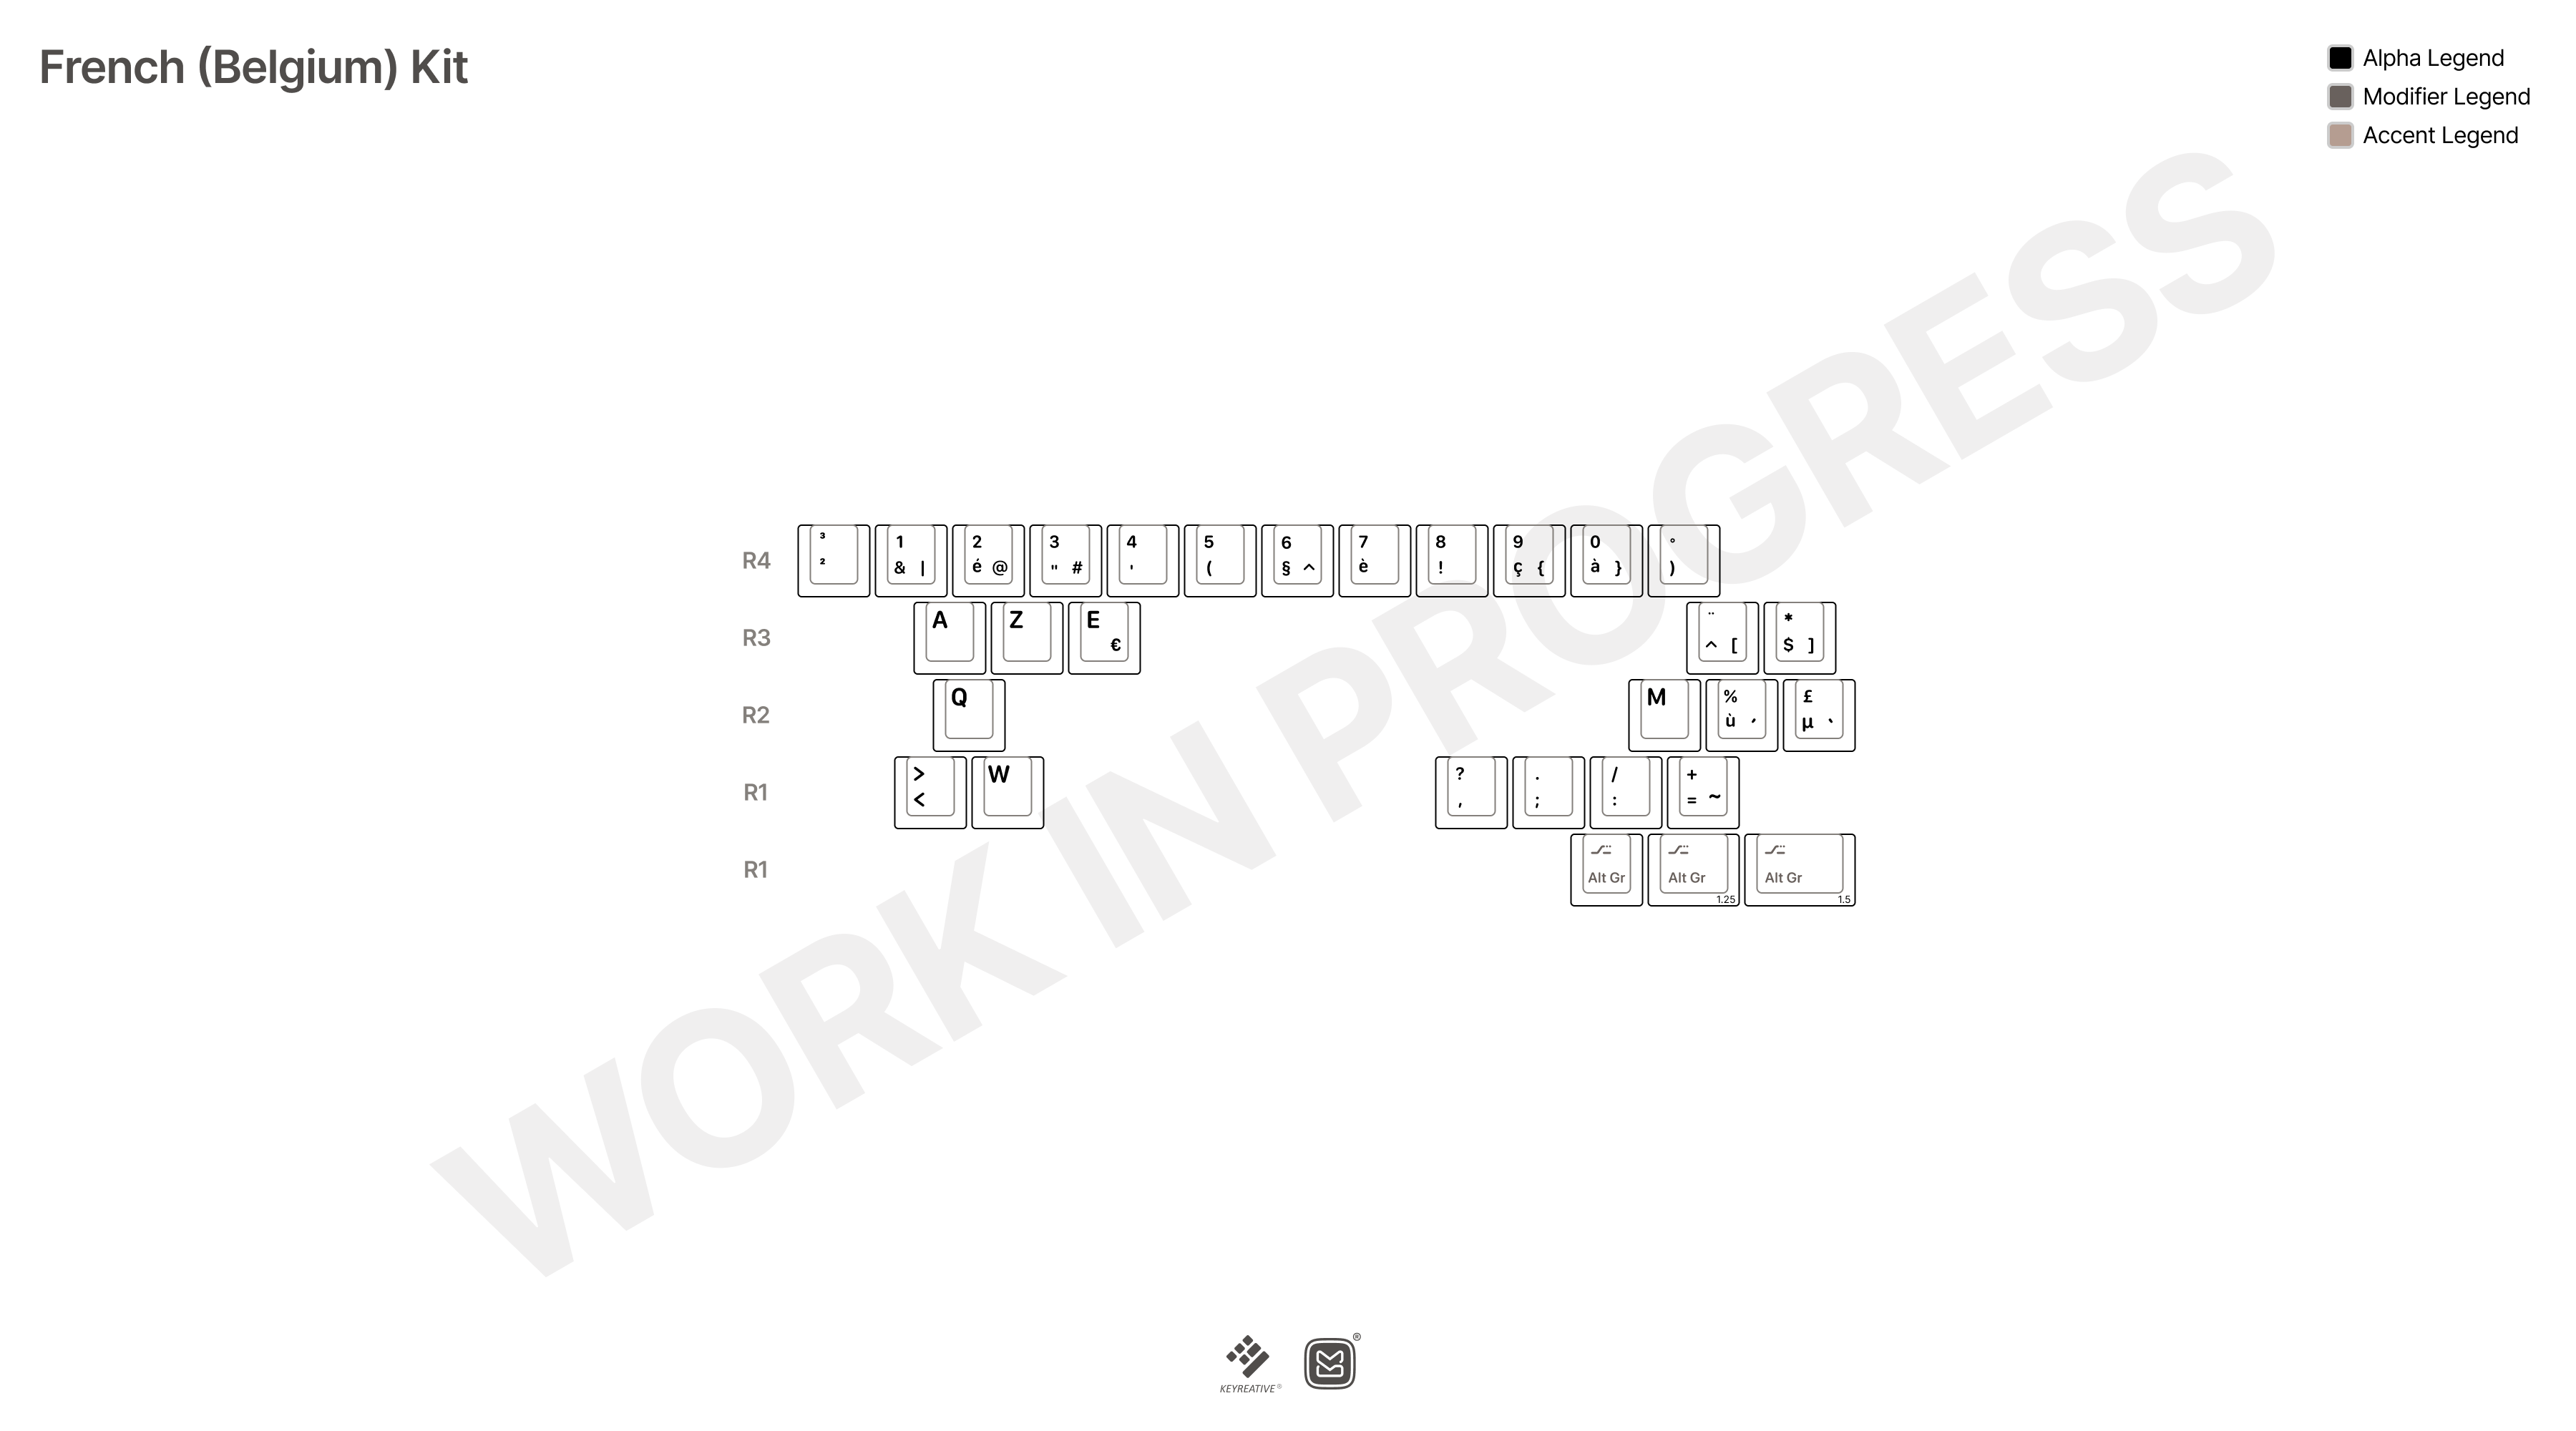 French (Belgium) Kit
Alpha Legend
Modifier Legend
Accent Legend
WORK IN PROGRESS
R4
³ 1 2 3 4 5 6 7 8 9 0 °
² & | é @ " # ' ( § ^ è ! ç { à } )
R3
A Z E ¨ *
€ ^ [ $ ]
R2
Q M % £
ù ´ µ `
R1
> W ? . / +
< , ; : = ~
R1
Alt Gr Alt Gr Alt Gr
1.25 1.5
KEYREATIVE®
®